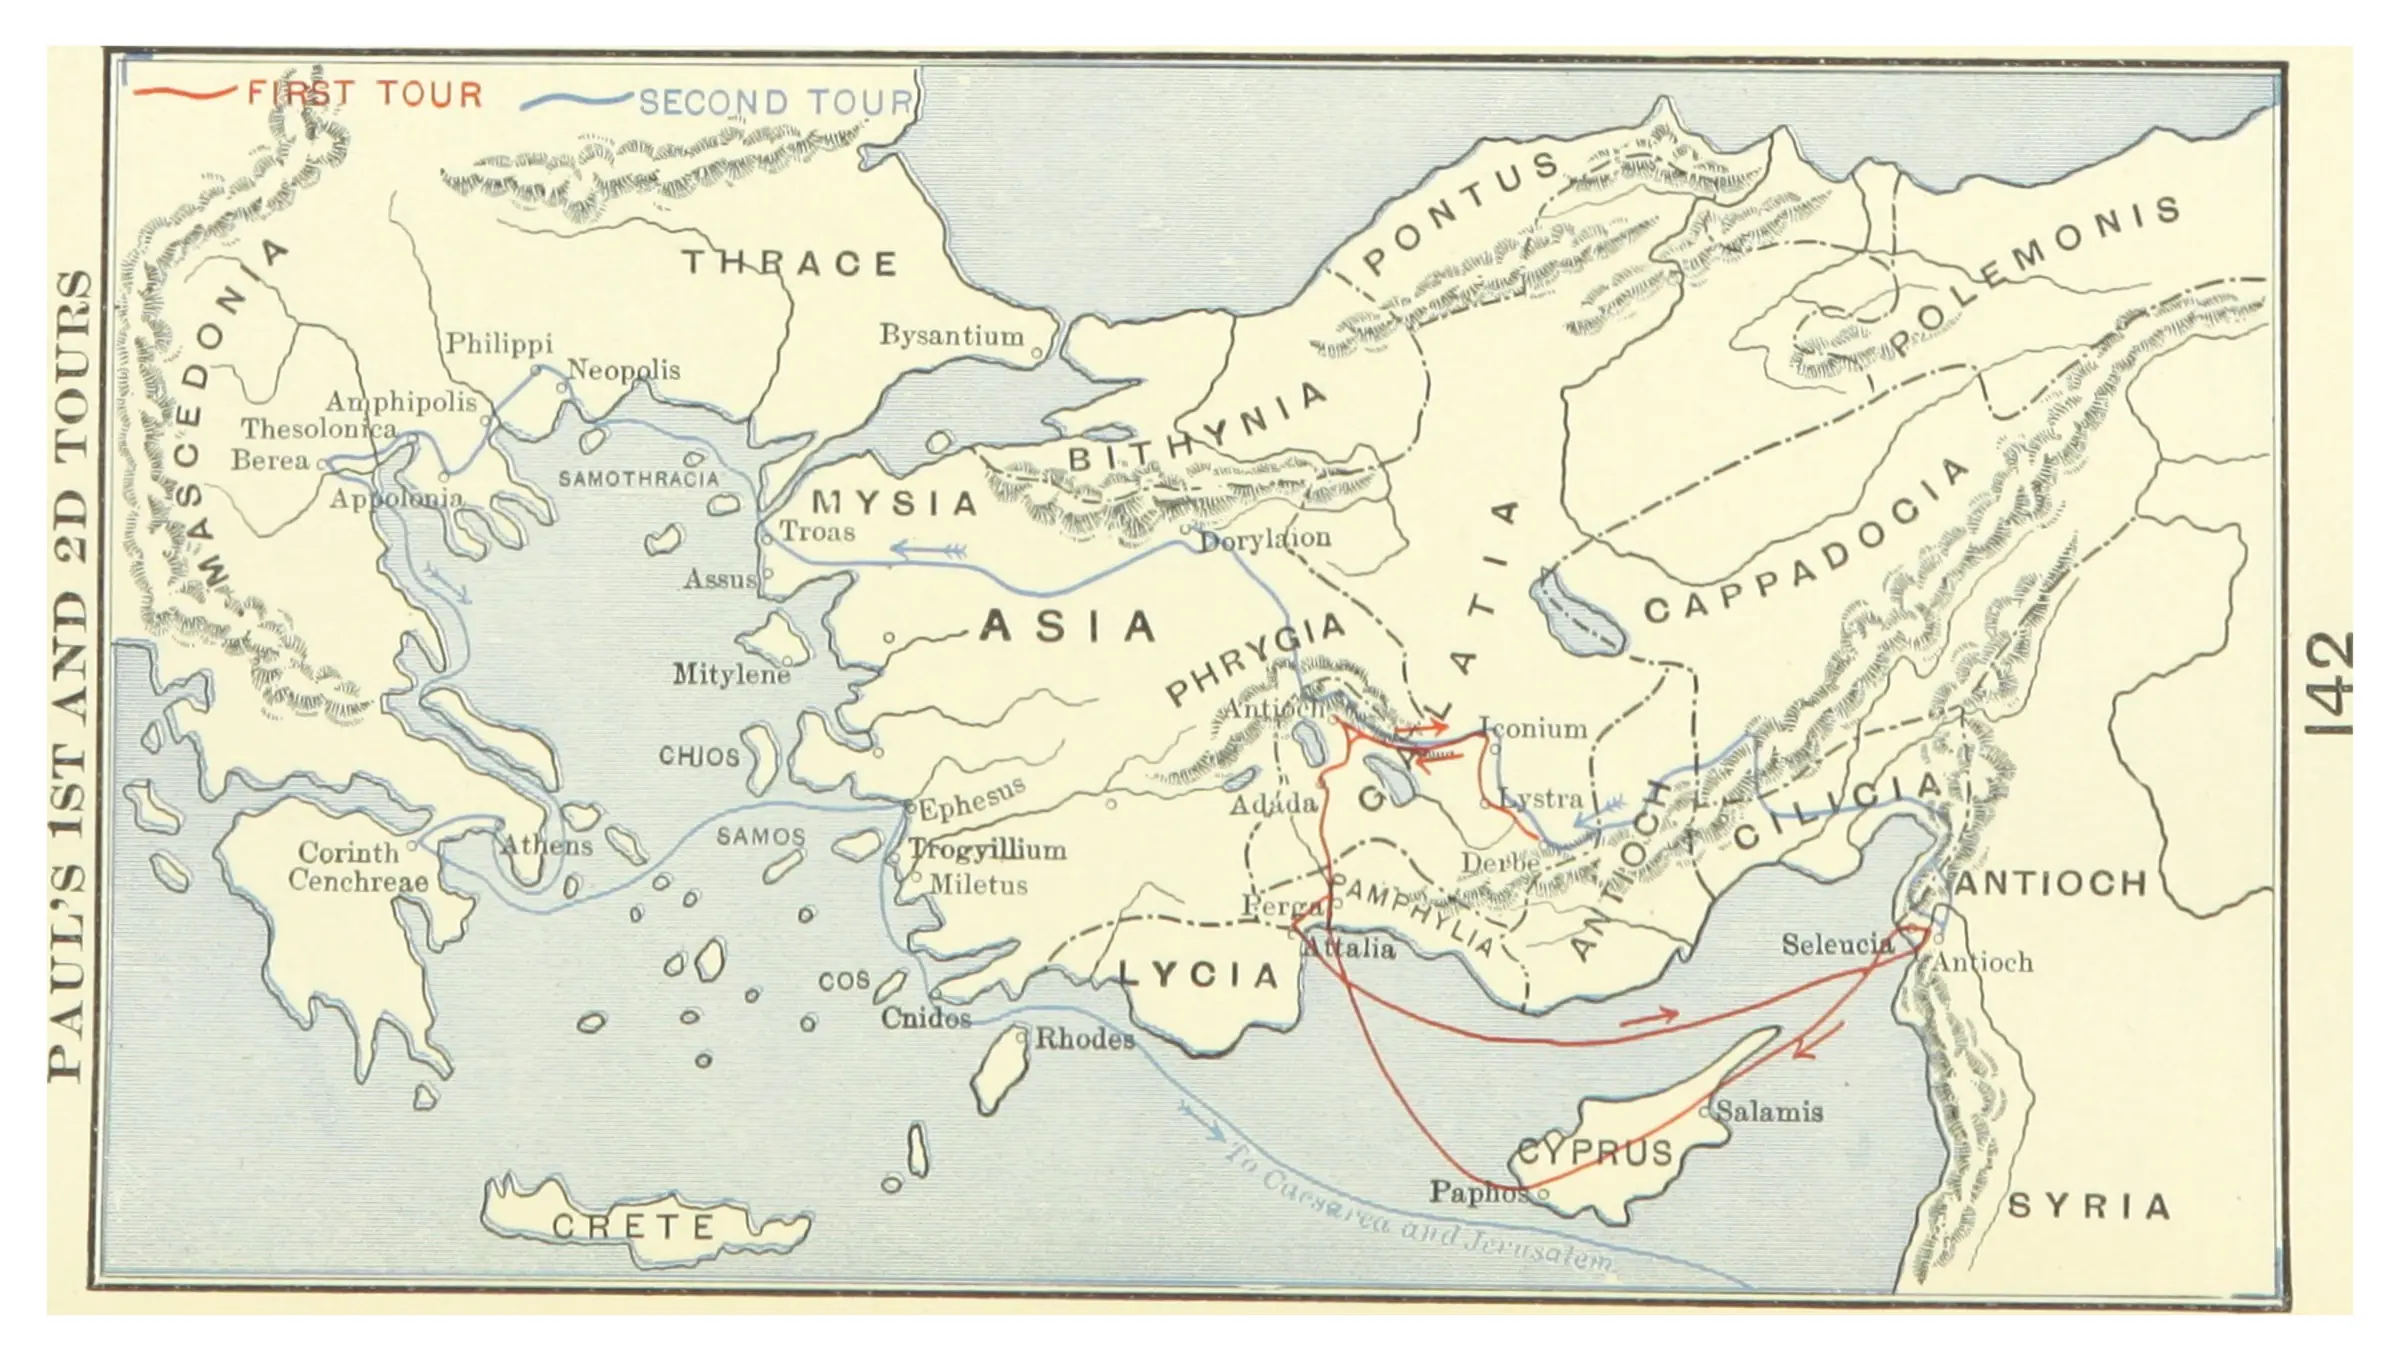 PAUL'S 1ST AND 2D TOURS
142
FIRST TOUR
SECOND TOUR
THRACE
MASCEDONIA
PONTUS
POLEMONIS
Bysantium
Philippi
Neopolis
Amphipolis
Thesolonica
Berea
Appolonia
SAMOTHRACIA
BITHYNIA
MYSIA
Troas
Dorylaion
Assus
ASIA
GALATIA
CAPPADOCIA
PHRYGIA
Mitylene
Antioch
Iconium
CHIOS
Ephesus
Adada
Lystra
CILICIA
ANTIOCH
SAMOS
Corinth
Athens
Cenchreae
Trogyillium
Miletus
Derbe
ANTIOCH
Perga
PAMPHYLIA
Attalia
Seleucia
Antioch
LYCIA
COS
Cnidos
Rhodes
Salamis
CYPRUS
Paphos
To Caesarea and Jerusalem.
CRETE
SYRIA